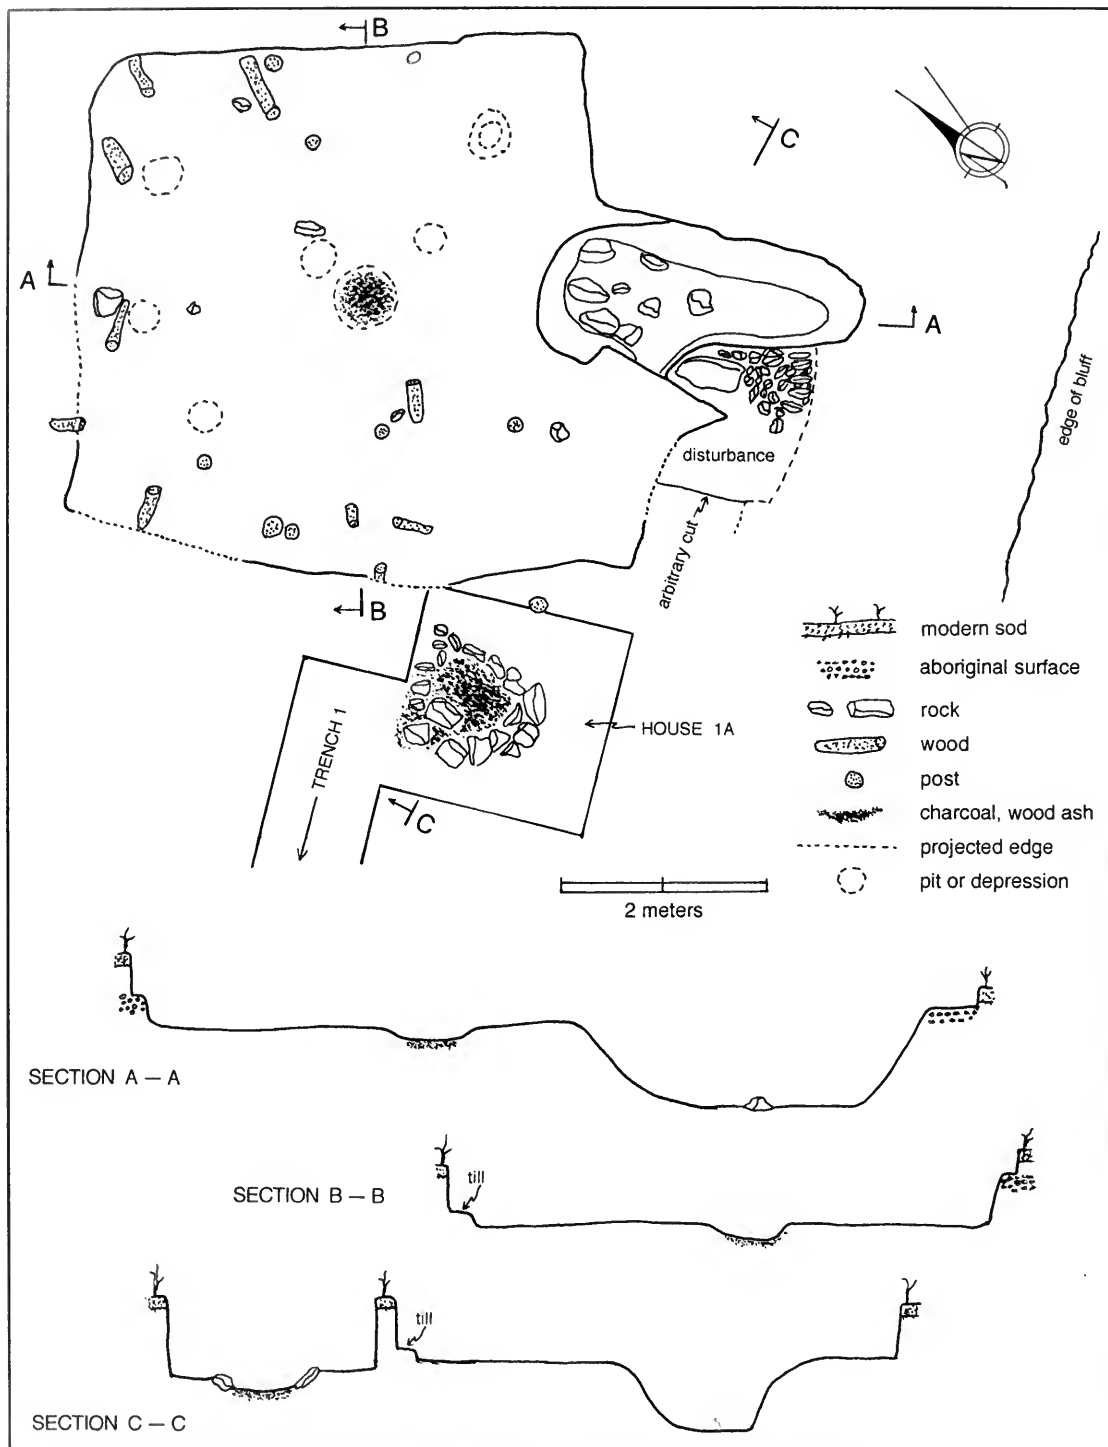 B
C
A
A
edge of bluff
disturbance
arbitrary cut
B
HOUSE 1A
TRENCH 1
C
modern sod
aboriginal surface
rock
wood
post
charcoal, wood ash
projected edge
pit or depression
2 meters
SECTION A — A
till
SECTION B — B
till
SECTION C — C